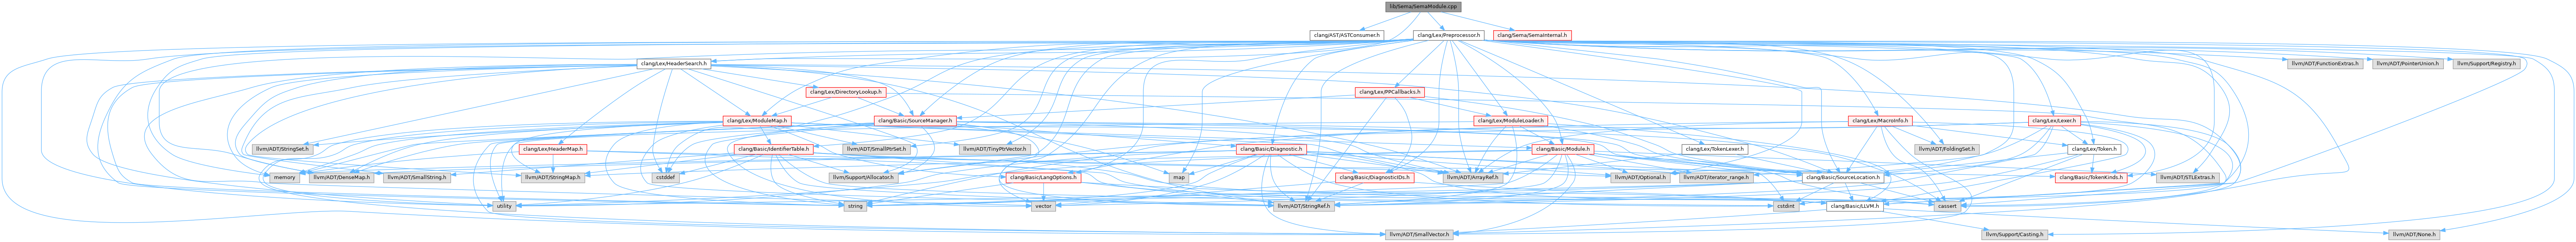 lib/Sema/SemaModule.cpp
clang/AST/ASTConsumer.h
clang/Lex/Preprocessor.h
clang/Sema/SemaInternal.h
clang/Lex/HeaderSearch.h
llvm/ADT/FunctionExtras.h
llvm/ADT/PointerUnion.h
llvm/Support/Registry.h
clang/Lex/DirectoryLookup.h
clang/Lex/PPCallbacks.h
clang/Lex/ModuleMap.h
clang/Basic/SourceManager.h
clang/Lex/ModuleLoader.h
clang/Lex/MacroInfo.h
clang/Lex/Lexer.h
llvm/ADT/StringSet.h
clang/Lex/HeaderMap.h
clang/Basic/IdentifierTable.h
llvm/ADT/SmallPtrSet.h
llvm/ADT/TinyPtrVector.h
clang/Basic/Diagnostic.h
clang/Basic/Module.h
clang/Lex/TokenLexer.h
llvm/ADT/FoldingSet.h
clang/Lex/Token.h
memory
llvm/ADT/DenseMap.h
llvm/ADT/SmallString.h
llvm/ADT/StringMap.h
cstddef
llvm/Support/Allocator.h
clang/Basic/LangOptions.h
map
clang/Basic/DiagnosticIDs.h
llvm/ADT/ArrayRef.h
llvm/ADT/Optional.h
llvm/ADT/iterator_range.h
clang/Basic/SourceLocation.h
clang/Basic/TokenKinds.h
llvm/ADT/STLExtras.h
utility
string
vector
llvm/ADT/StringRef.h
cstdint
clang/Basic/LLVM.h
cassert
llvm/ADT/SmallVector.h
llvm/Support/Casting.h
llvm/ADT/None.h